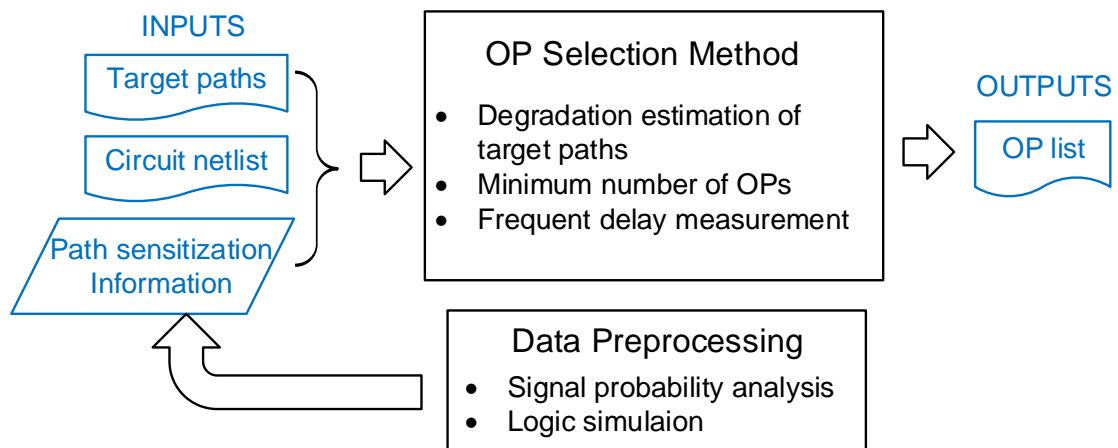 INPUTS
Target paths
Circuit netlist
Path sensitization
Information
OP Selection Method
• Degradation estimation of
target paths
• Minimum number of OPs
• Frequent delay measurement
OUTPUTS
OP list
Data Preprocessing
• Signal probability analysis
• Logic simulaion